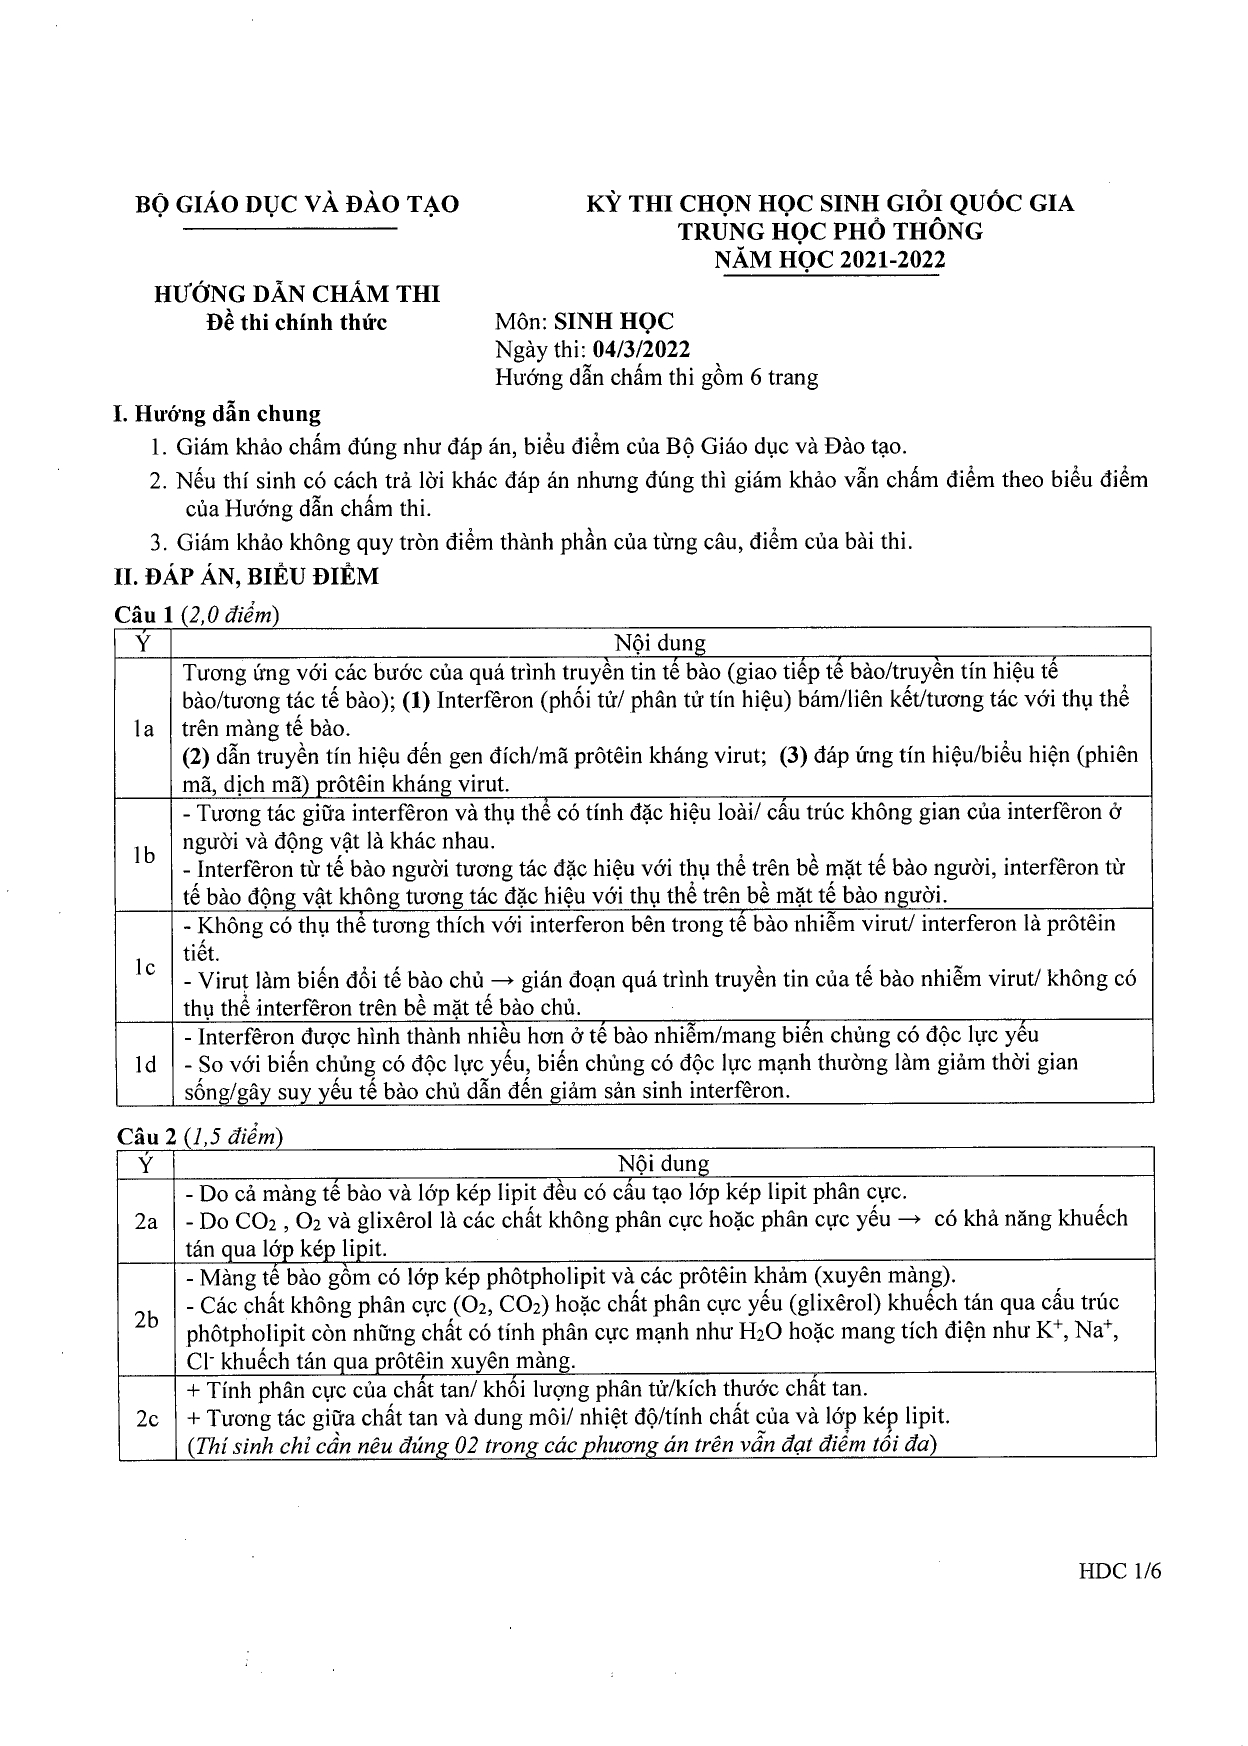 BỘ GIÁO DỤC VÀ ĐÀO TẠO
KỲ THI CHỌN HỌC SINH GIỎI QUỐC GIA
TRUNG HỌC PHỔ THÔNG
NĂM HỌC 2021-2022
HƯỚNG DẪN CHẤM THI
Đề thi chính thức
Môn: SINH HỌC
Ngày thi: 04/3/2022
Hướng dẫn chấm thi gồm 6 trang
I. Hướng dẫn chung
1. Giám khảo chấm đúng như đáp án, biểu điểm của Bộ Giáo dục và Đào tạo.
2. Nếu thí sinh có cách trả lời khác đáp án nhưng đúng thì giám khảo vẫn chấm điểm theo biểu điểm
của Hướng dẫn chấm thi.
3. Giám khảo không quy tròn điểm thành phần của từng câu, điểm của bài thi.
II. ĐÁP ÁN, BIỂU ĐIỂM
Câu 1 (2,0 điểm)
Ý Nội dung
Tương ứng với các bước của quá trình truyền tin tế bào (giao tiếp tế bào/truyền tín hiệu tế
bào/tương tác tế bào); (1) Interfêron (phối tử/ phân tử tín hiệu) bám/liên kết/tương tác với thụ thể
1a trên màng tế bào.
(2) dẫn truyền tín hiệu đến gen đích/mã prôtêin kháng virut; (3) đáp ứng tín hiệu/biểu hiện (phiên
mã, dịch mã) prôtêin kháng virut.
- Tương tác giữa interfêron và thụ thể có tính đặc hiệu loài/ cấu trúc không gian của interfêron ở
người và động vật là khác nhau.
1b
- Interfêron từ tế bào người tương tác đặc hiệu với thụ thể trên bề mặt tế bào người, interfêron từ
tế bào động vật không tương tác đặc hiệu với thụ thể trên bề mặt tế bào người.
- Không có thụ thể tương thích với interferon bên trong tế bào nhiễm virut/ interferon là prôtêin
tiết.
1c
- Virut làm biến đổi tế bào chủ → gián đoạn quá trình truyền tin của tế bào nhiễm virut/ không có
thụ thể interfêron trên bề mặt tế bào chủ.
- Interfêron được hình thành nhiều hơn ở tế bào nhiễm/mang biến chủng có độc lực yếu
1d - So với biến chủng có độc lực yếu, biến chủng có độc lực mạnh thường làm giảm thời gian
sống/gây suy yếu tế bào chủ dẫn đến giảm sản sinh interfêron.
Câu 2 (1,5 điểm)
Ý Nội dung
- Do cả màng tế bào và lớp kép lipit đều có cấu tạo lớp kép lipit phân cực.
2a - Do CO2 , O2 và glixêrol là các chất không phân cực hoặc phân cực yếu → có khả năng khuếch
tán qua lớp kép lipit.
- Màng tế bào gồm có lớp kép phôtpholipit và các prôtêin khảm (xuyên màng).
- Các chất không phân cực (O2, CO2) hoặc chất phân cực yếu (glixêrol) khuếch tán qua cấu trúc
2b
phôtpholipit còn những chất có tính phân cực mạnh như H2O hoặc mang tích điện như K⁺, Na⁺,
Cl⁻ khuếch tán qua prôtêin xuyên màng.
+ Tính phân cực của chất tan/ khối lượng phân tử/kích thước chất tan.
2c + Tương tác giữa chất tan và dung môi/ nhiệt độ/tính chất của và lớp kép lipit.
(Thí sinh chỉ cần nêu đúng 02 trong các phương án trên vẫn đạt điểm tối đa)
HDC 1/6